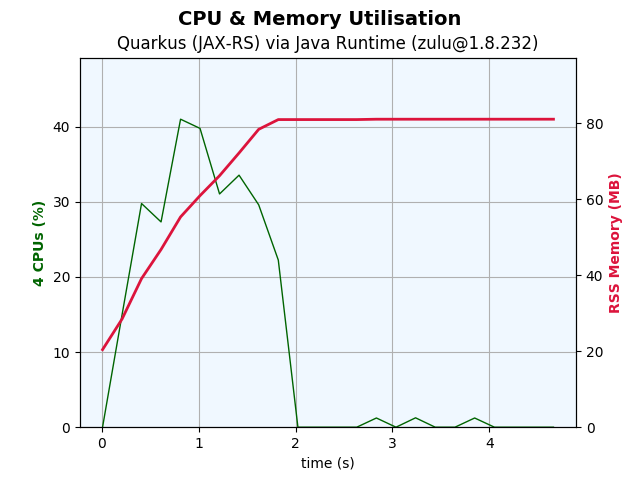 CPU & Memory Utilisation
Quarkus (JAX-RS) via Java Runtime (zulu@1.8.232)
4 CPUs (%)
40
30
20
10
0
RSS Memory (MB)
80
60
40
20
0
0 1 2 3 4
time (s)